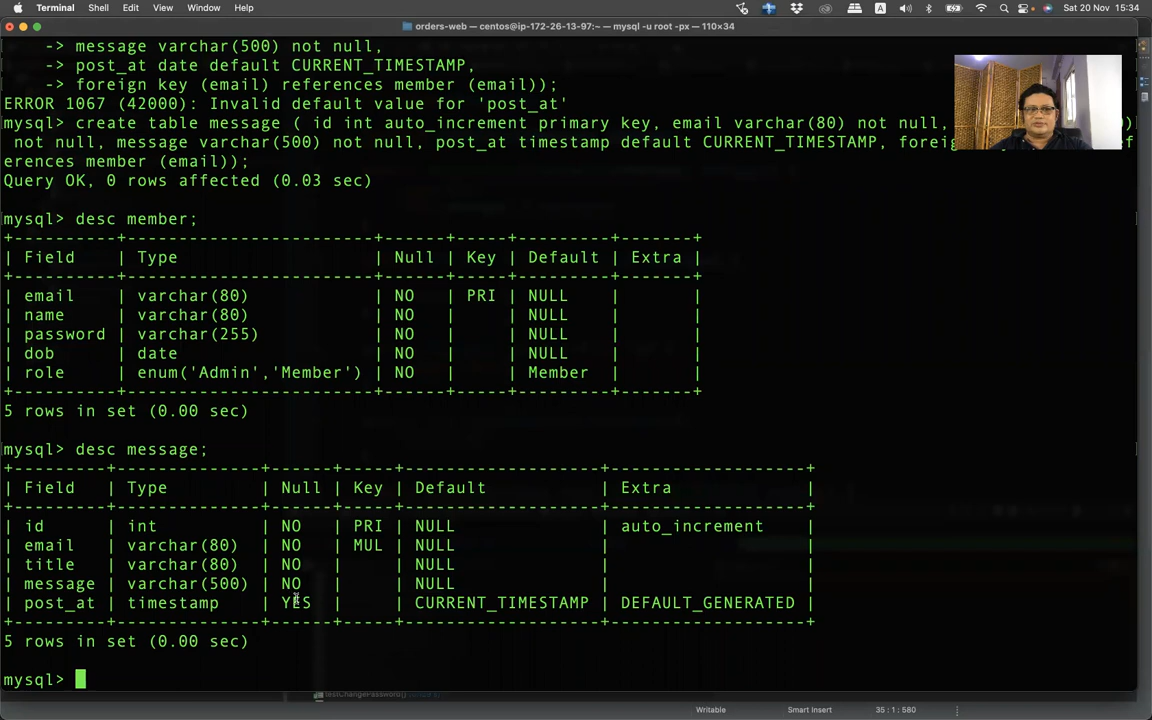 Terminal Shell Edit View Window Help A Sat 20 Nov 15:34
orders-web — centos@ip-172-26-13-97:~ — mysql -u root -px — 110×34
-> message varchar(500) not null,
-> post_at date default CURRENT_TIMESTAMP,
-> foreign key (email) references member (email));
ERROR 1067 (42000): Invalid default value for 'post_at'
mysql> create table message ( id int auto_increment primary key, email varchar(80) not null, )
not null, message varchar(500) not null, post_at timestamp default CURRENT_TIMESTAMP, forei ef
erences member (email));
Query OK, 0 rows affected (0.03 sec)
mysql> desc member;
+----------+------------------------+------+-----+---------+-------+
| Field | Type | Null | Key | Default | Extra |
+----------+------------------------+------+-----+---------+-------+
| email | varchar(80) | NO | PRI | NULL | |
| name | varchar(80) | NO | | NULL | |
| password | varchar(255) | NO | | NULL | |
| dob | date | NO | | NULL | |
| role | enum('Admin','Member') | NO | | Member | |
+----------+------------------------+------+-----+---------+-------+
5 rows in set (0.00 sec)
mysql> desc message;
+---------+--------------+------+-----+-------------------+-------------------+
| Field | Type | Null | Key | Default | Extra |
+---------+--------------+------+-----+-------------------+-------------------+
| id | int | NO | PRI | NULL | auto_increment |
| email | varchar(80) | NO | MUL | NULL | |
| title | varchar(80) | NO | | NULL | |
| message | varchar(500) | NO | | NULL | |
| post_at | timestamp | YES | | CURRENT_TIMESTAMP | DEFAULT_GENERATED |
+---------+--------------+------+-----+-------------------+-------------------+
5 rows in set (0.00 sec)
mysql>
testChangePassword()
Writable Smart Insert 35 : 1 : 580